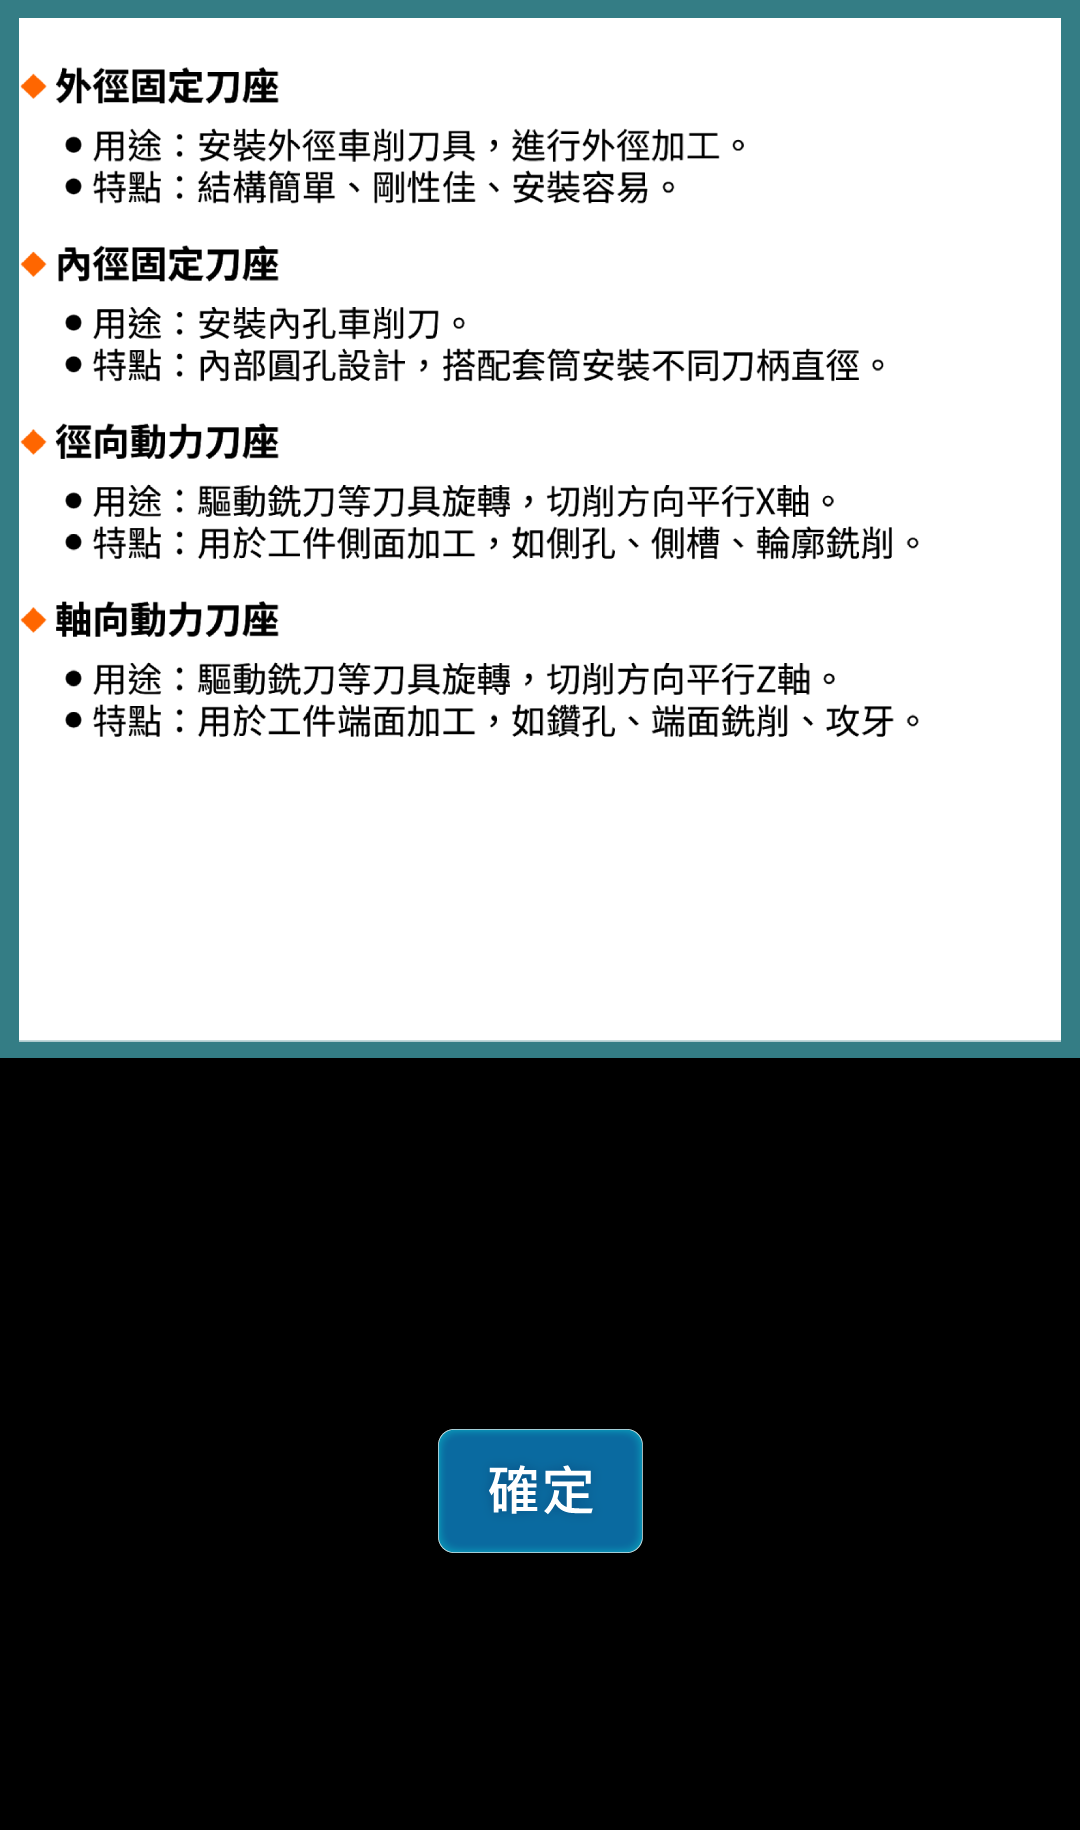 ◆ 外徑固定刀座
● 用途：安裝外徑車削刀具，進行外徑加工。
● 特點：結構簡單、剛性佳、安裝容易。
◆ 內徑固定刀座
● 用途：安裝內孔車削刀。
● 特點：內部圓孔設計，搭配套筒安裝不同刀柄直徑。
◆ 徑向動力刀座
● 用途：驅動銑刀等刀具旋轉，切削方向平行X軸。
● 特點：用於工件側面加工，如側孔、側槽、輪廓銑削。
◆ 軸向動力刀座
● 用途：驅動銑刀等刀具旋轉，切削方向平行Z軸。
● 特點：用於工件端面加工，如鑽孔、端面銑削、攻牙。
確定